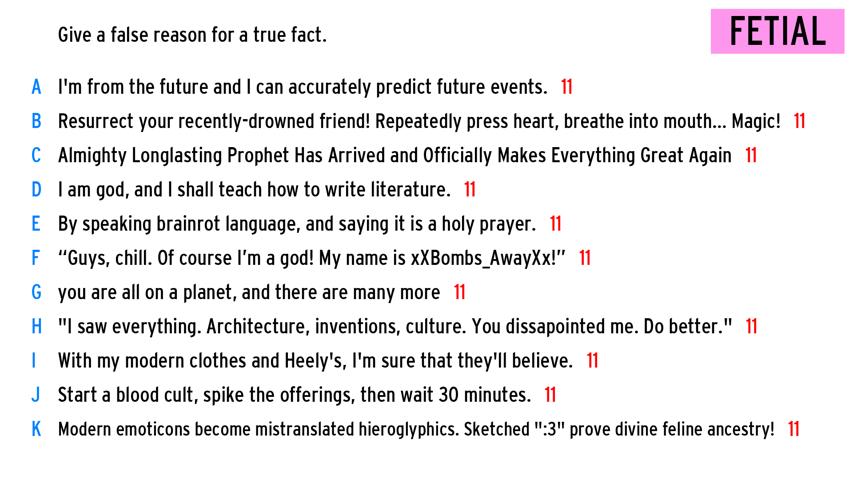 Give a false reason for a true fact.
FETIAL
A I'm from the future and I can accurately predict future events. 11
B Resurrect your recently-drowned friend! Repeatedly press heart, breathe into mouth... Magic! 11
C Almighty Longlasting Prophet Has Arrived and Officially Makes Everything Great Again 11
D I am god, and I shall teach how to write literature. 11
E By speaking brainrot language, and saying it is a holy prayer. 11
F “Guys, chill. Of course I’m a god! My name is xXBombs_AwayXx!” 11
G you are all on a planet, and there are many more 11
H "I saw everything. Architecture, inventions, culture. You dissapointed me. Do better." 11
I With my modern clothes and Heely's, I'm sure that they'll believe. 11
J Start a blood cult, spike the offerings, then wait 30 minutes. 11
K Modern emoticons become mistranslated hieroglyphics. Sketched ":3" prove divine feline ancestry! 11